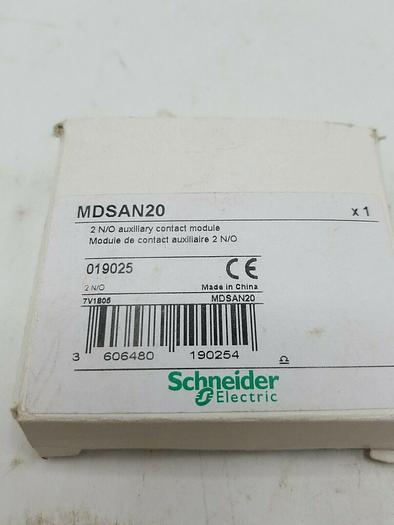 MDSAN20 x 1
2 N/O auxiliary contact module
Module de contact auxiliaire 2 N/O
019025 CE
2 N/O Made in China
7V1805 MDSAN20
3 606480 190254
Schneider
Electric